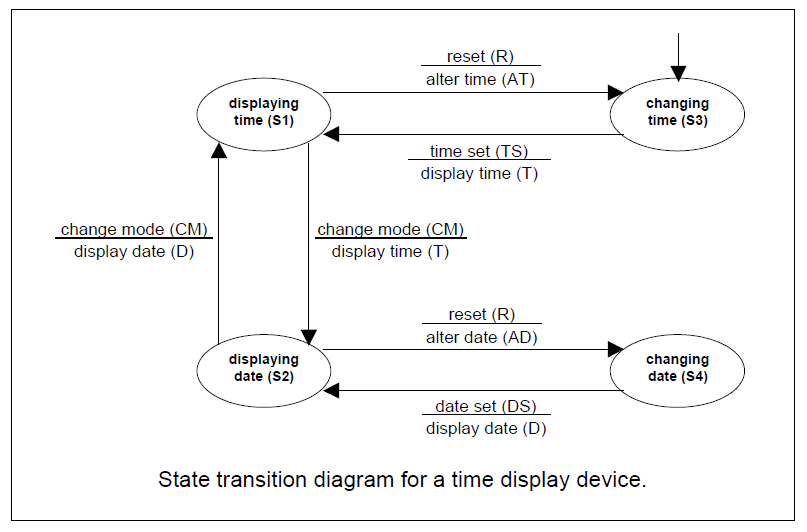 reset (R)
alter time (AT)
displaying
time (S1)
changing
time (S3)
time set (TS)
display time (T)
change mode (CM)
display date (D)
change mode (CM)
display time (T)
reset (R)
alter date (AD)
displaying
date (S2)
changing
date (S4)
date set (DS)
display date (D)
State transition diagram for a time display device.